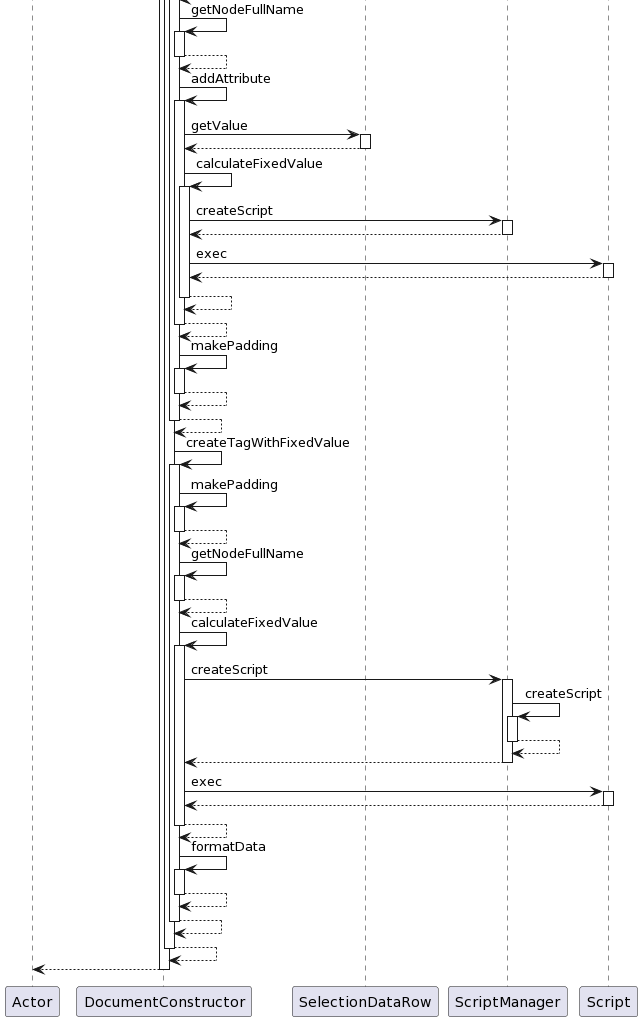 getNodeFullName
addAttribute
getValue
calculateFixedValue
createScript
exec
makePadding
createTagWithFixedValue
makePadding
getNodeFullName
calculateFixedValue
createScript
createScript
exec
formatData
Actor DocumentConstructor SelectionDataRow ScriptManager Script